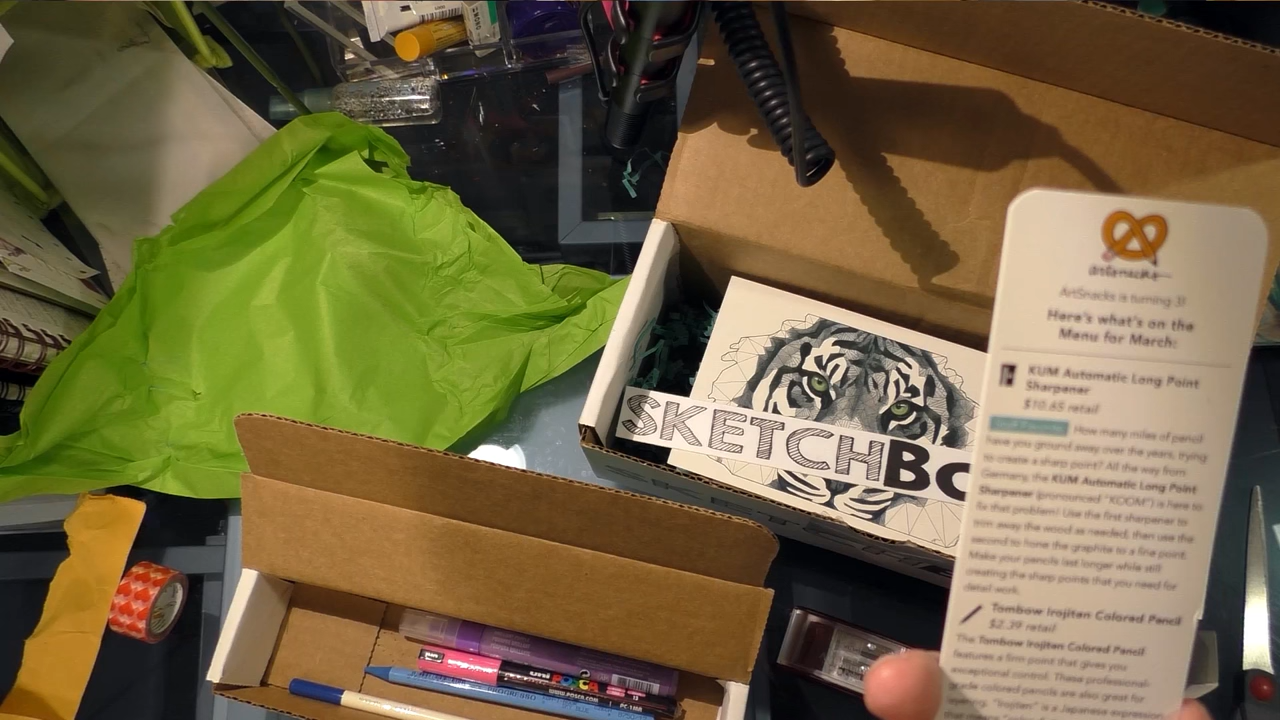 SKETCHBO
POSCA
WWW.POSCA
PC-1MR
ArtSnacks
ArtSnacks is turning 3!
Here's what's on the
Menu for March:
KUM Automatic Long Point
Sharpener
$10.65 retail
How many miles of pencil
have you ground away over the years, trying
to create a sharp point? All the way from
Germany, the KUM Automatic Long Point
Sharpener (pronounced "KOOM") is here to
fix that problem! Use the first sharpener to
trim away the wood as needed, then use the
second to hone the graphite to a fine point.
Make your pencils last longer while still
creating the sharp points that you need for
detail work.
Tombow Irojiten Colored Pencil
$2.39 retail
The Tombow Irojiten Colored Pencil
features a firm point that gives you
exceptional control. These professional-
grade colored pencils are also great for
"Irojiten" is a Japanese expression